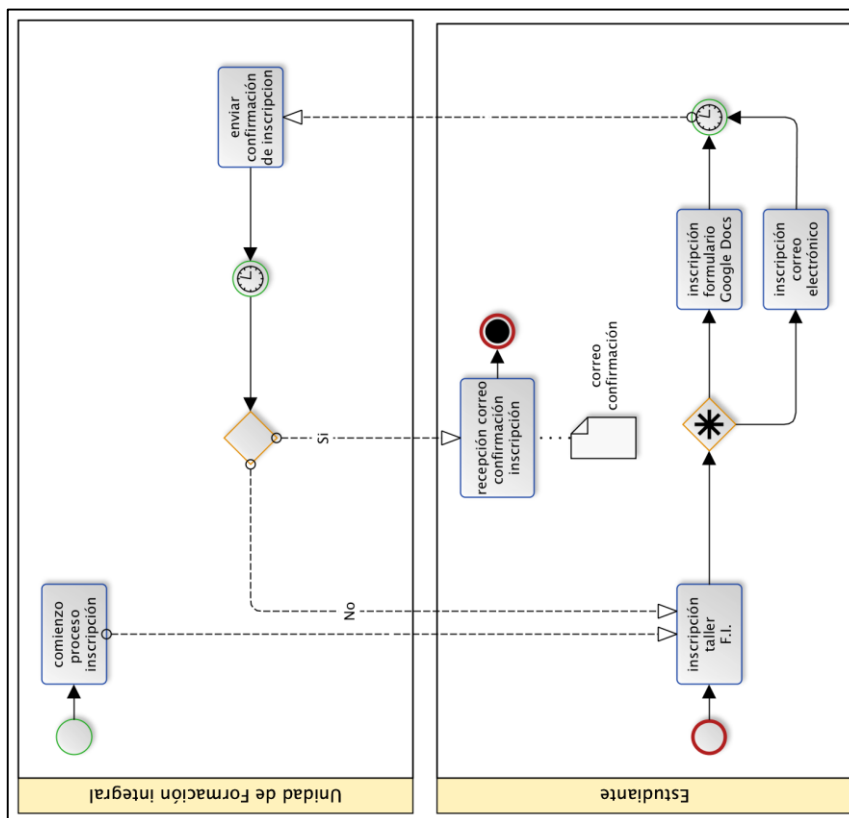 Unidad de Formación integral
comienzo
proceso
inscripción
enviar
confirmación
de inscripcion
Si
No
Estudiante
inscripción
taller
F.I.
recepción correo
confirmación
inscripción
correo
confirmación
inscripción
formulario
Google Docs
inscripción
correo
electrónico